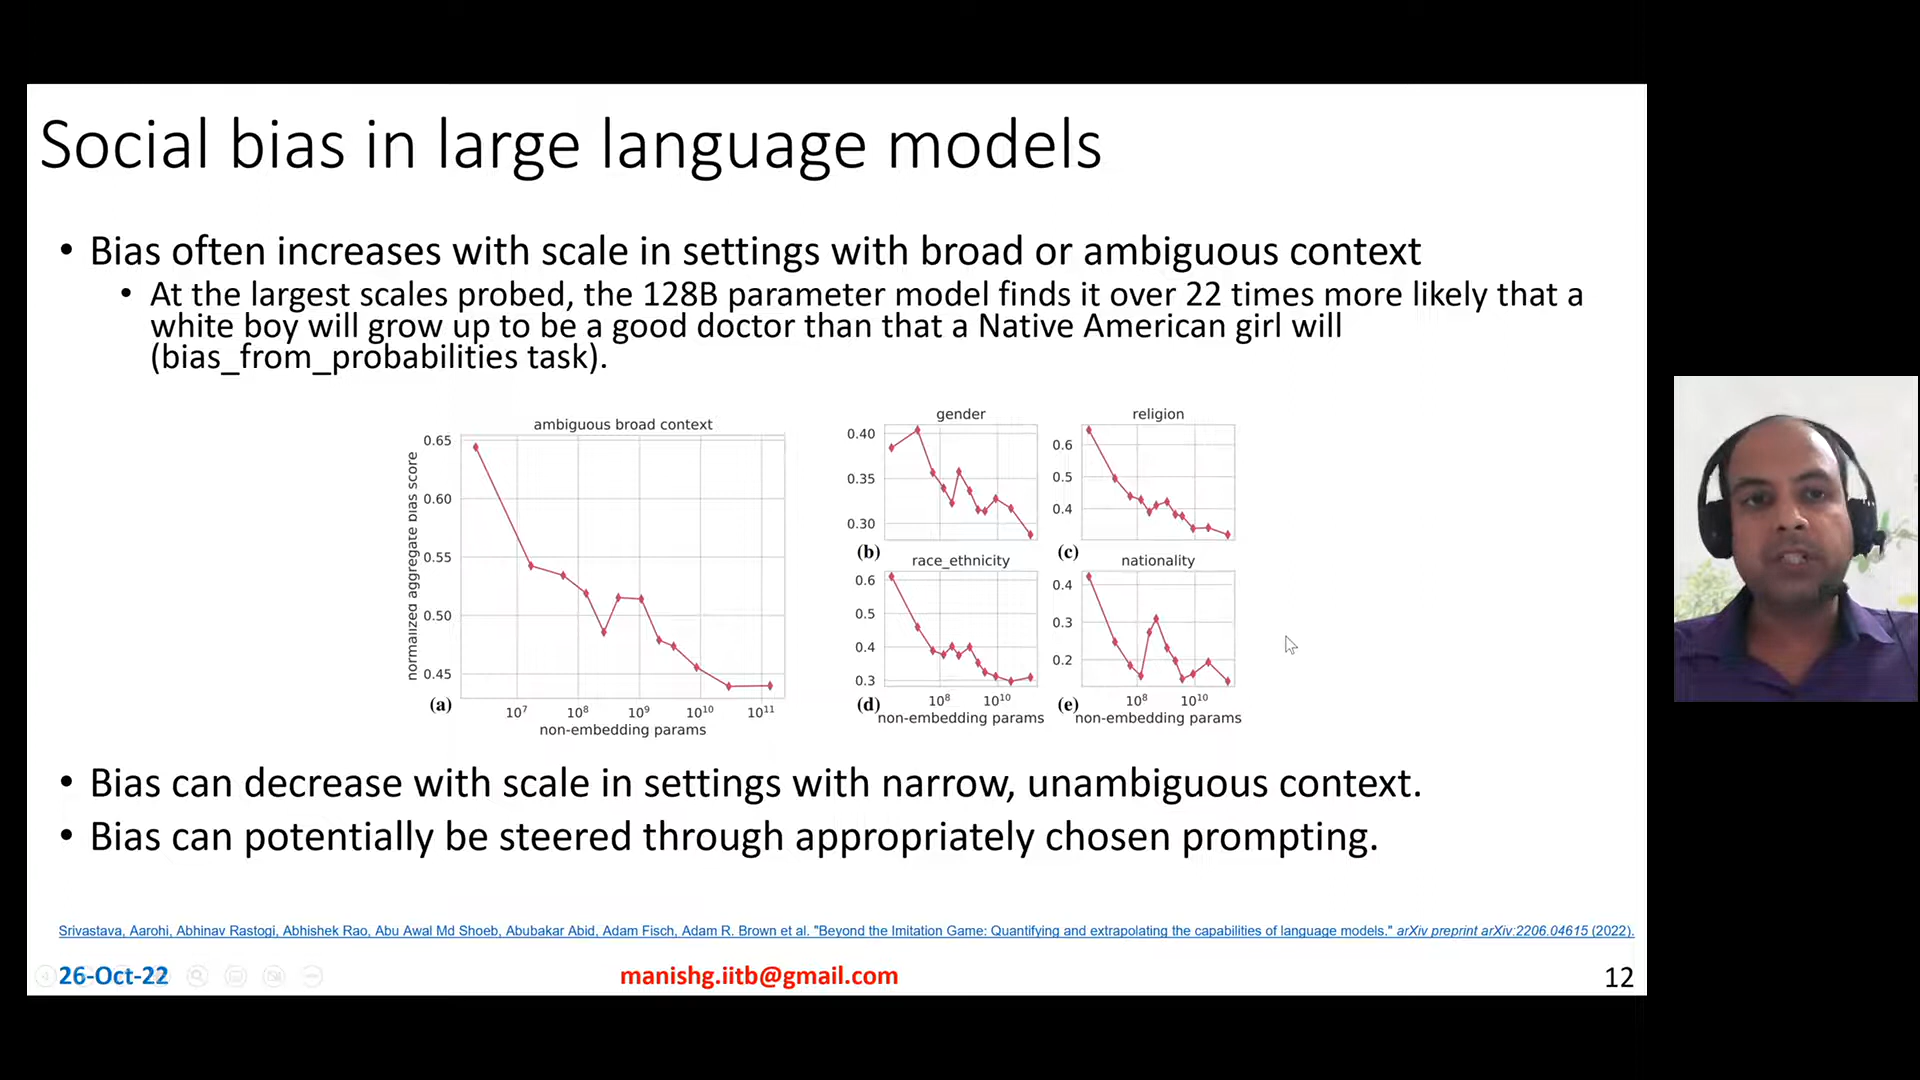 Social bias in large language models
• Bias often increases with scale in settings with broad or ambiguous context
• At the largest scales probed, the 128B parameter model finds it over 22 times more likely that a
white boy will grow up to be a good doctor than that a Native American girl will
(bias_from_probabilities task).
ambiguous broad context
normalized aggregate bias score
0.65
0.60
0.55
0.50
0.45
(a)
10⁷ 10⁸ 10⁹ 10¹⁰ 10¹¹
non-embedding params
gender
0.40
0.35
0.30
(b)
religion
0.6
0.5
0.4
(c)
race_ethnicity
0.6
0.5
0.4
0.3
(d)
10⁸ 10¹⁰
non-embedding params
nationality
0.4
0.3
0.2
(e)
10⁸ 10¹⁰
non-embedding params
• Bias can decrease with scale in settings with narrow, unambiguous context.
• Bias can potentially be steered through appropriately chosen prompting.
Srivastava, Aarohi, Abhinav Rastogi, Abhishek Rao, Abu Awal Md Shoeb, Abubakar Abid, Adam Fisch, Adam R. Brown et al. "Beyond the Imitation Game: Quantifying and extrapolating the capabilities of language models." arXiv preprint arXiv:2206.04615 (2022).
26-Oct-22
manishg.iitb@gmail.com
12